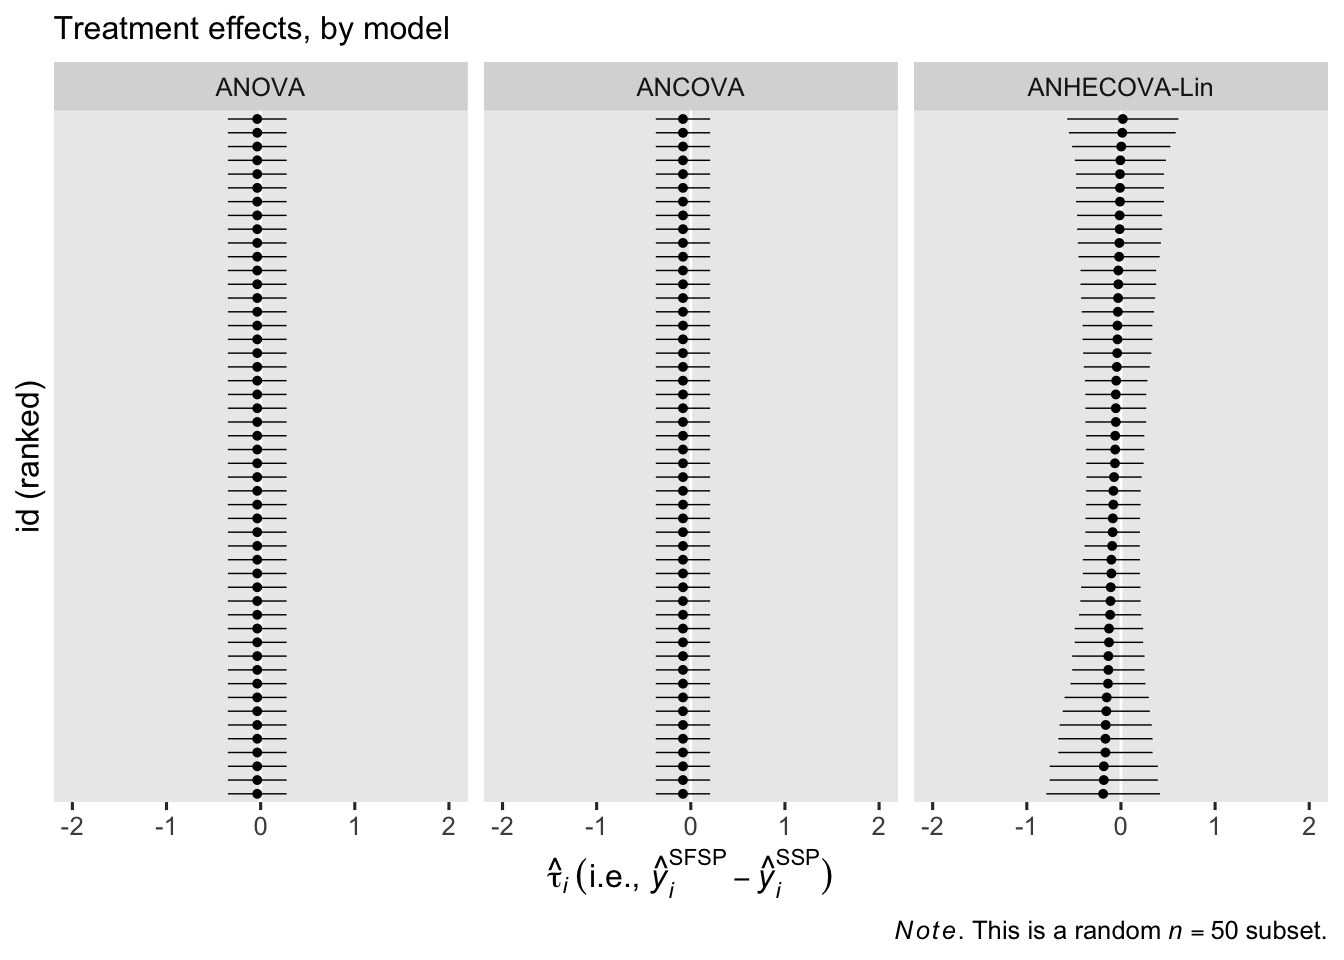 Treatment effects, by model
ANOVA ANCOVA ANHECOVA-Lin
id (ranked)
-2 -1 0 1 2 -2 -1 0 1 2 -2 -1 0 1 2
τ̂ᵢ (i.e., ŷᵢ^SFSP − ŷᵢ^SSP)
Note. This is a random n = 50 subset.